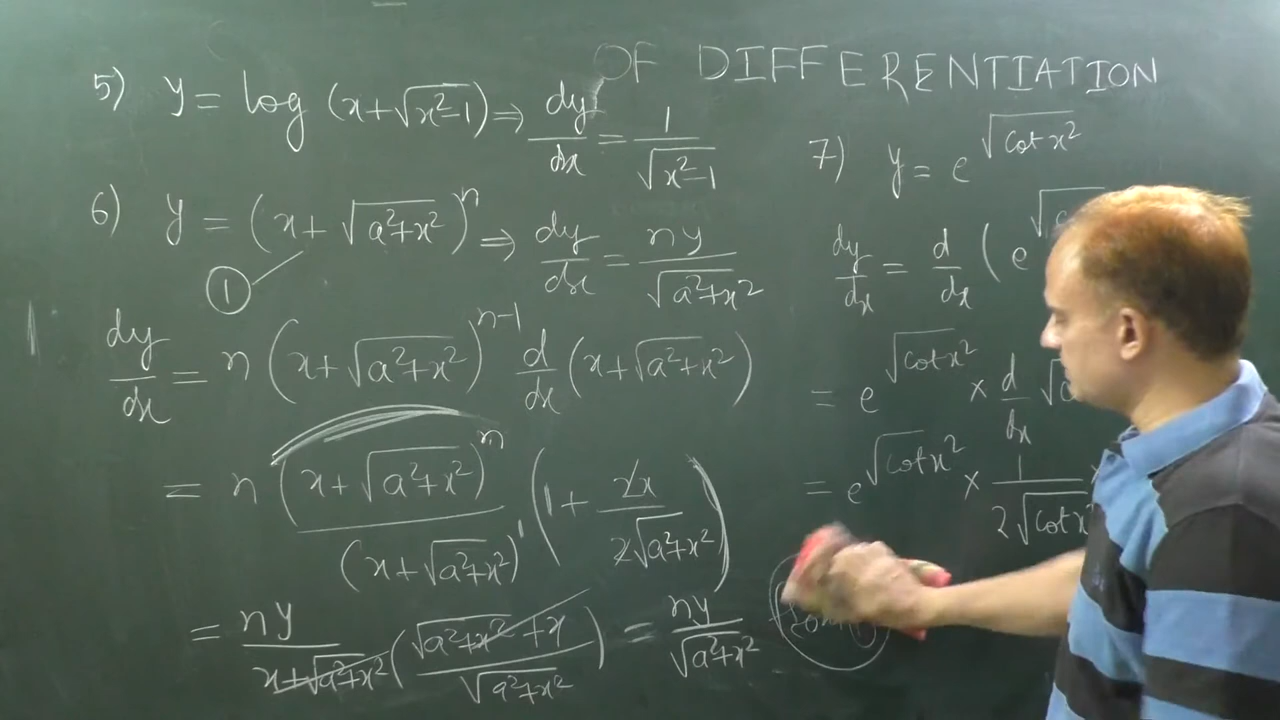 OF DIFFERENTIATION
5) y = log (x+√(x²-1)) ⇒ dy/dx = 1/√(x²-1)
6) y = (x+√(a²+x²))ⁿ ⇒ dy/dx = ny/√(a²+x²)
①
dy/dx = n(x+√(a²+x²))ⁿ⁻¹ d/dx (x+√(a²+x²))
= n (x+√(a²+x²))ⁿ/(x+√(a²+x²))¹ (1 + 2x/2√(a²+x²))
= ny/(x+√(a²+x²)) ((√(a²+x²)+x)/√(a²+x²)) = ny/√(a²+x²)
7) y = e^√(cot x²)
dy/dx = d/dx (e
= e^√(cot x²) × d/dx √
= e^√(cot x²) × 1/2√(cot x²)